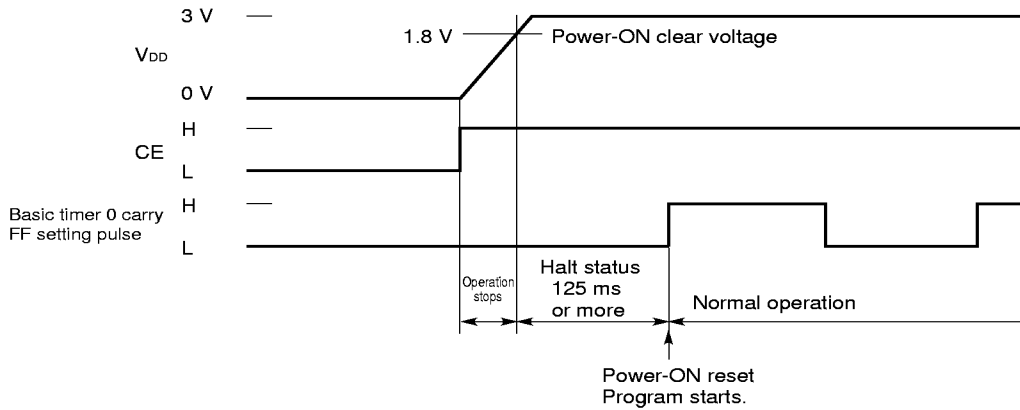 3 V
1.8 V
Power-ON clear voltage
VDD
0 V
H
CE
L
H
Basic timer 0 carry
FF setting pulse
L
Operation
stops
Halt status
125 ms
or more
Normal operation
Power-ON reset
Program starts.